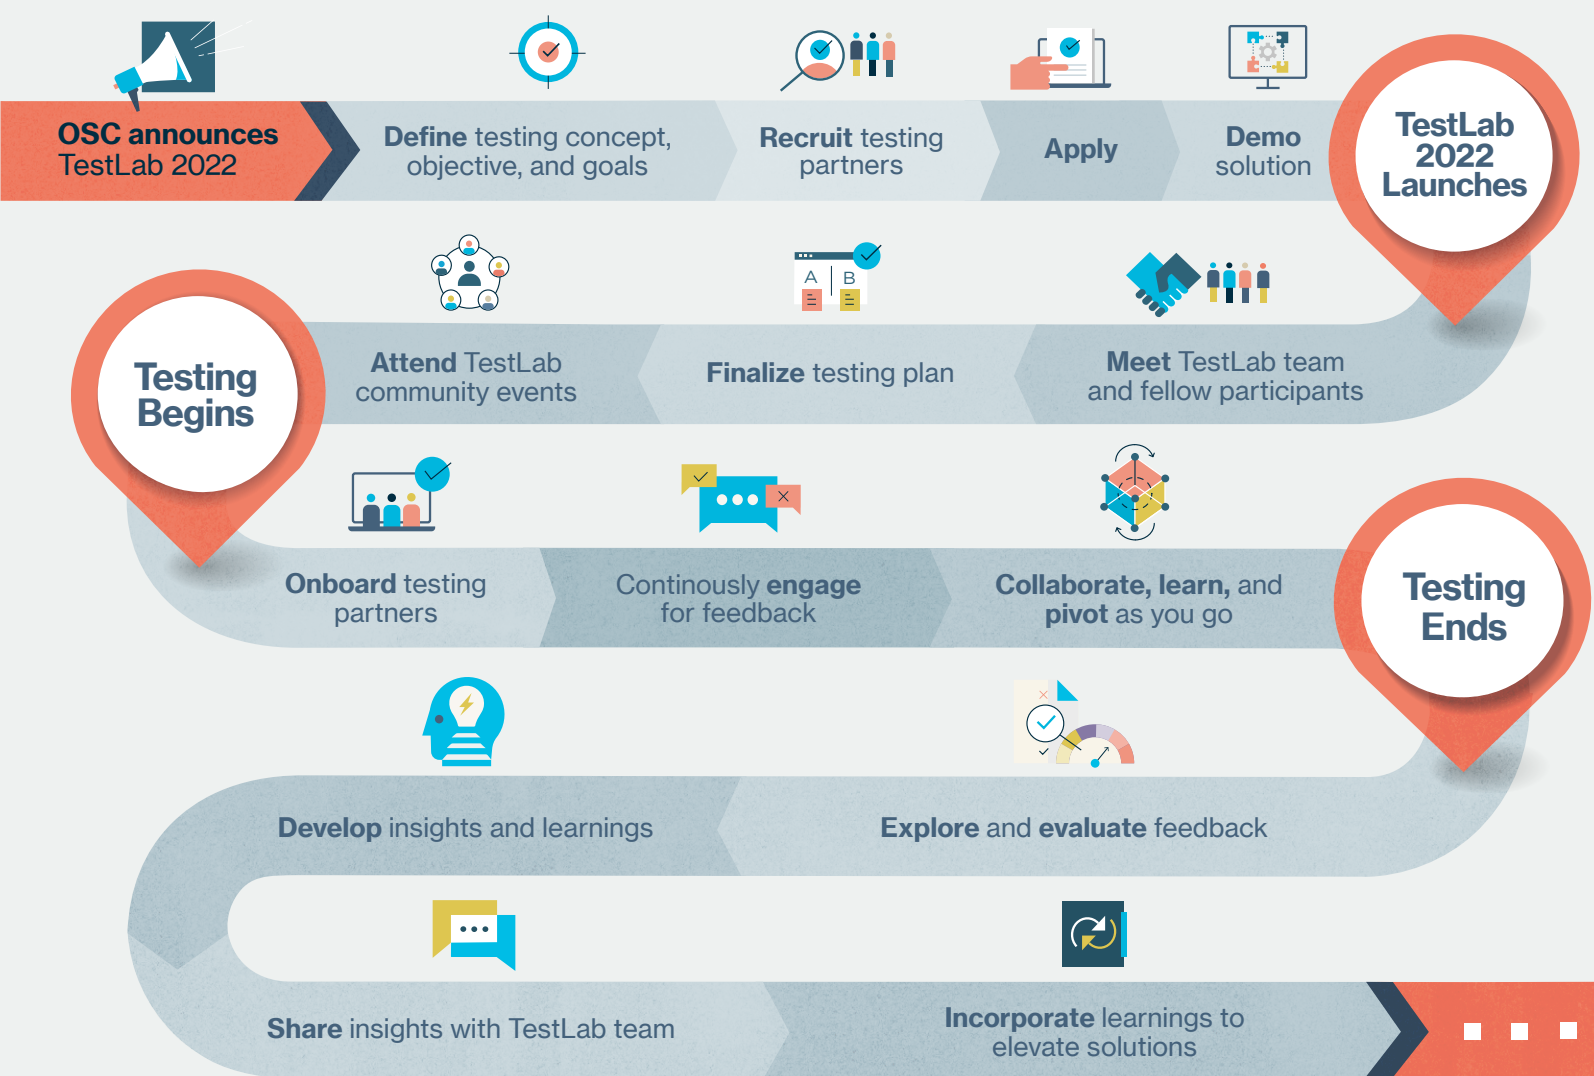 OSC announces
TestLab 2022
Define testing concept,
objective, and goals
Recruit testing
partners
Apply
Demo
solution
TestLab
2022
Launches
Meet TestLab team
and fellow participants
A B
Finalize testing plan
Attend TestLab
community events
Testing
Begins
Onboard testing
partners
Continously engage
for feedback
Collaborate, learn, and
pivot as you go
Testing
Ends
Explore and evaluate feedback
Develop insights and learnings
Share insights with TestLab team
Incorporate learnings to
elevate solutions